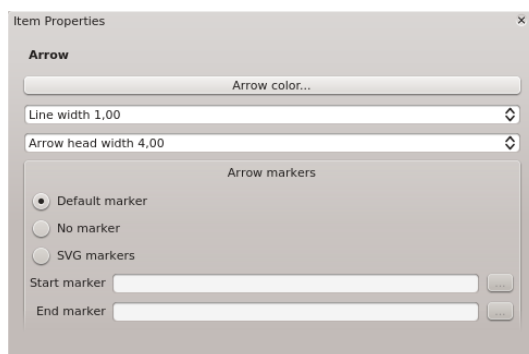 Item Properties
Arrow
Arrow color...
Line width 1,00
Arrow head width 4,00
Arrow markers
Default marker
No marker
SVG markers
Start marker ...
End marker ...